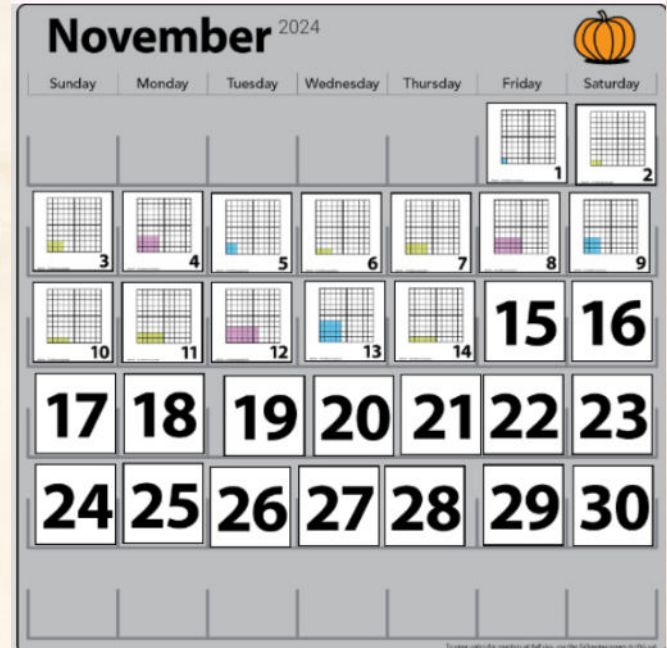 November 2024
Sunday Monday Tuesday Wednesday Thursday Friday Saturday
1 2
3 4 5 6 7 8 9
10 11 12 13 14 15 16
17 18 19 20 21 22 23
24 25 26 27 28 29 30